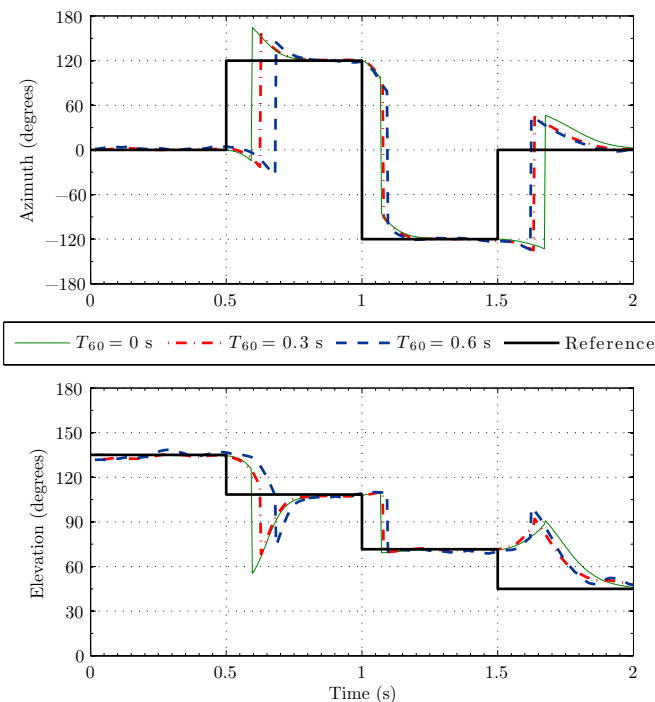 180
120
60
0
−60
−120
−180
Azimuth (degrees)
0 0.5 1 1.5 2
T60 = 0 s T60 = 0.3 s T60 = 0.6 s Reference
180
150
120
90
60
30
0
Elevation (degrees)
0 0.5 1 1.5 2
Time (s)